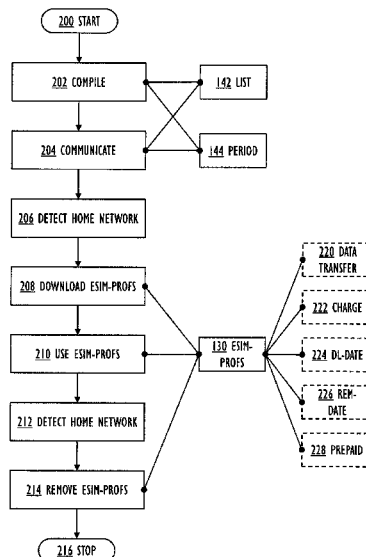 200 START
202 COMPILE
142 LIST
204 COMMUNICATE
144 PERIOD
206 DETECT HOME NETWORK
208 DOWNLOAD ESIM-PROFS
220 DATA
TRANSFER
222 CHARGE
210 USE ESIM-PROFS
130 ESIM-
PROFS
224 DL-DATE
226 REM-
DATE
212 DETECT HOME NETWORK
228 PREPAID
214 REMOVE ESIM-PROFS
216 STOP